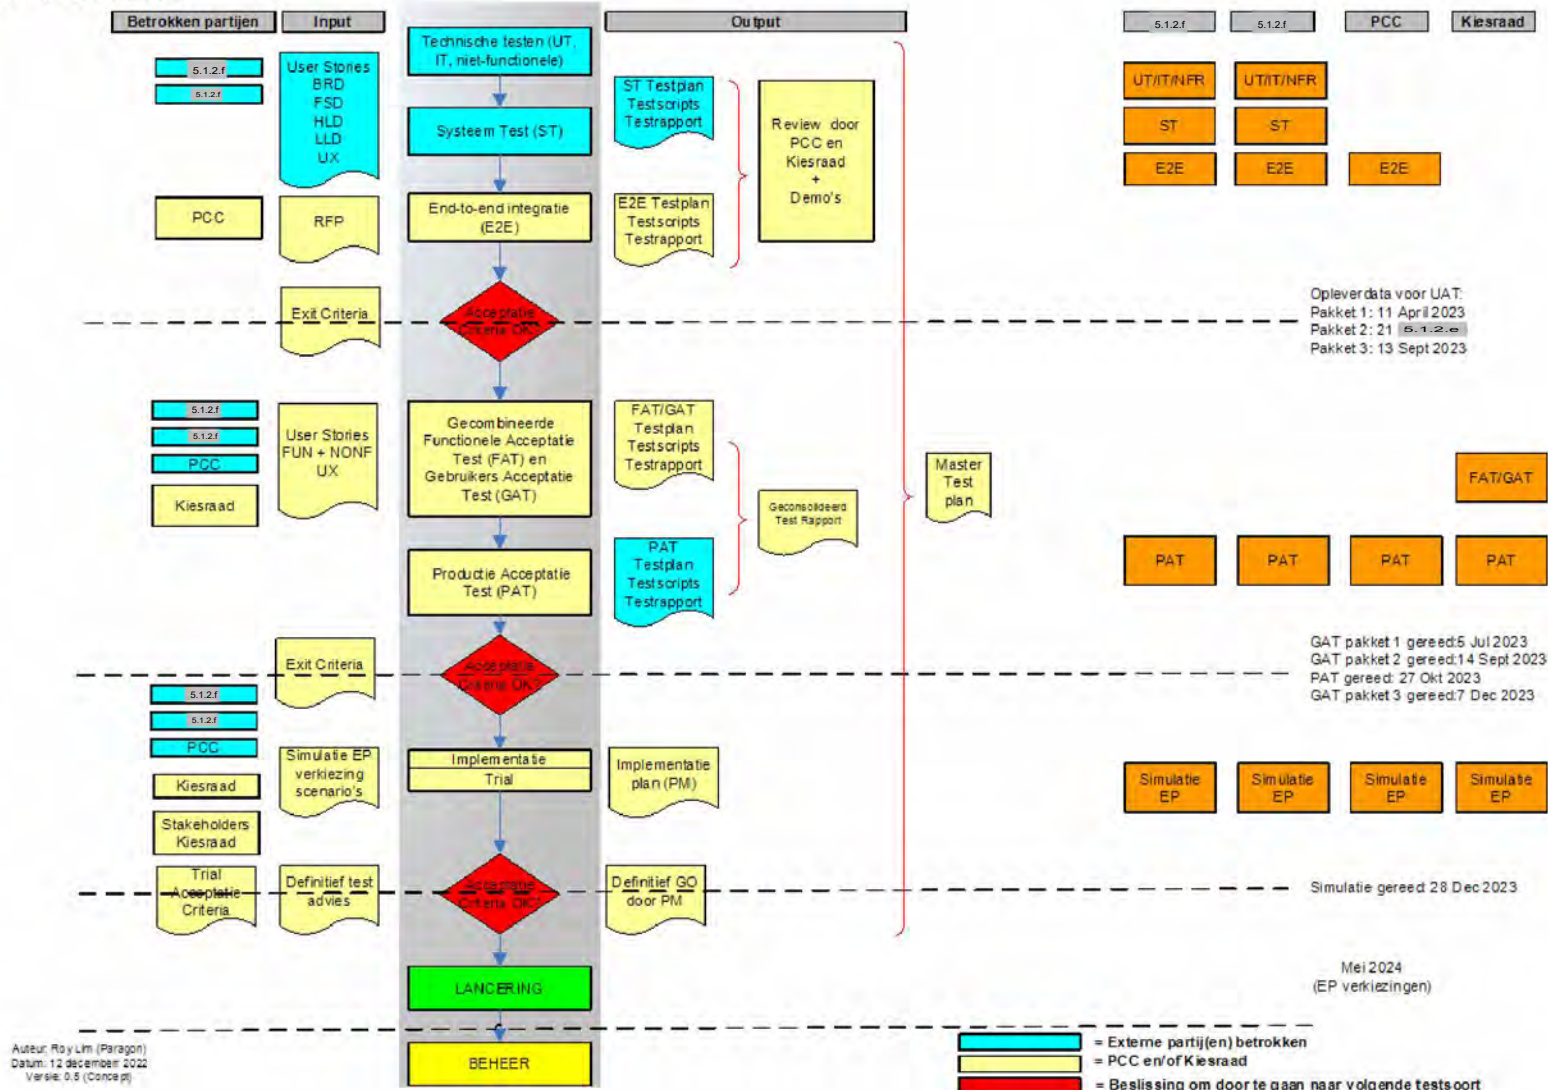 Betrokken partijen
Input
Output
5.1.2.f
5.1.2.f
PCC
Kiesraad
5.1.2.f
5.1.2.f
User Stories
BRD
FSD
HLD
LLD
UX
Technische testen (UT,
IT, niet-functionele)
Systeem Test (ST)
ST Testplan
Testscripts
Testrapport
Review door
PCC en
Kiesraad
+
Demo's
UT/IT/NFR
UT/IT/NFR
ST
ST
E2E
E2E
E2E
PCC
RFP
End-to-end integratie
(E2E)
E2E Testplan
Testscripts
Testrapport
Exit Criteria
Acceptatie
Criteria OK?
Opleverdata voor UAT:
Pakket 1: 11 April 2023
Pakket 2: 21 5.1.2.e
Pakket 3: 13 Sept 2023
5.1.2.f
5.1.2.f
PCC
Kiesraad
User Stories
FUN + NONF
UX
Gecombineerde
Functionele Acceptatie
Test (FAT) en
Gebruikers Acceptatie
Test (GAT)
FAT/GAT
Testplan
Testscripts
Testrapport
Geconsolideerd
Test Rapport
Master
Test
plan
FAT/GAT
Productie Acceptatie
Test (PAT)
PAT
Testplan
Testscripts
Testrapport
PAT
PAT
PAT
PAT
Exit Criteria
Acceptatie
Criteria OK?
GAT pakket 1 gereed:5 Jul 2023
GAT pakket 2 gereed:14 Sept 2023
PAT gereed: 27 Okt 2023
GAT pakket 3 gereed:7 Dec 2023
5.1.2.f
5.1.2.f
PCC
Kiesraad
Stakeholders
Kiesraad
Simulatie EP
verkiezing
scenario's
Implementatie
Trial
Implementatie
plan (PM)
Simulatie
EP
Simulatie
EP
Simulatie
EP
Simulatie
EP
Trial
Acceptatie
Criteria
Definitief test
advies
Acceptatie
Criteria OK?
Definitief GO
door PM
Simulatie gereed: 28 Dec 2023
LANCERING
Mei 2024
(EP verkiezingen)
BEHEER
Auteur: Roy Lim (Paragon)
Datum: 12 december 2022
Versie: 0.5 (Concept)
= Externe partij(en) betrokken
= PCC en/of Kiesraad
= Beslissing om door te gaan naar volgende testsoort